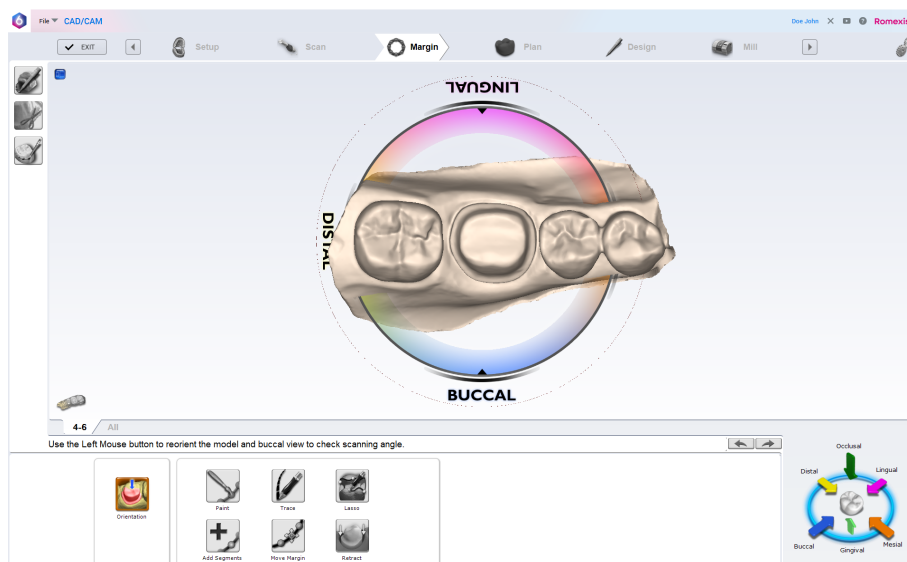 File CAD/CAM Doe John Romexis
EXIT Setup Scan Margin Plan Design Mill
LINGUAL
DISTAL
BUCCAL
4-6 All
Use the Left Mouse button to reorient the model and buccal view to check scanning angle.
Occlusal
Distal Lingual
Orientation Paint Trace Lasso
Buccal Gingival Mesial
Add Segments Move Margin Retract